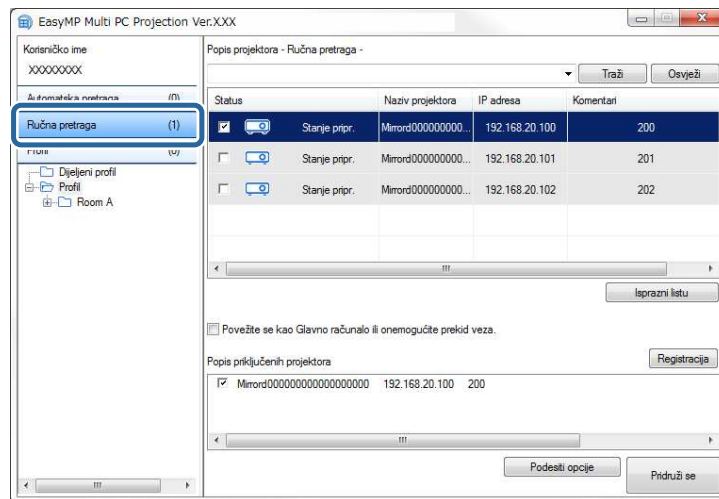 EasyMP Multi PC Projection Ver.XXX
Korisničko ime
XXXXXXXX
Automatska pretraga (0)
Ručna pretraga (1)
Profil (0)
Dijeljeni profil
Profil
Room A
Popis projektora - Ručna pretraga -
Traži Osvježi
Status Naziv projektora IP adresa Komentari
Stanje pripr. Mirrord000000000... 192.168.20.100 200
Stanje pripr. Mirrord000000000... 192.168.20.101 201
Stanje pripr. Mirrord000000000... 192.168.20.102 202
Isprazni listu
Povežite se kao Glavno računalo ili onemogućite prekid veza.
Popis priključenih projektora Registracija
Mirrord000000000000000000 192.168.20.100 200
Podesiti opcije Pridruži se